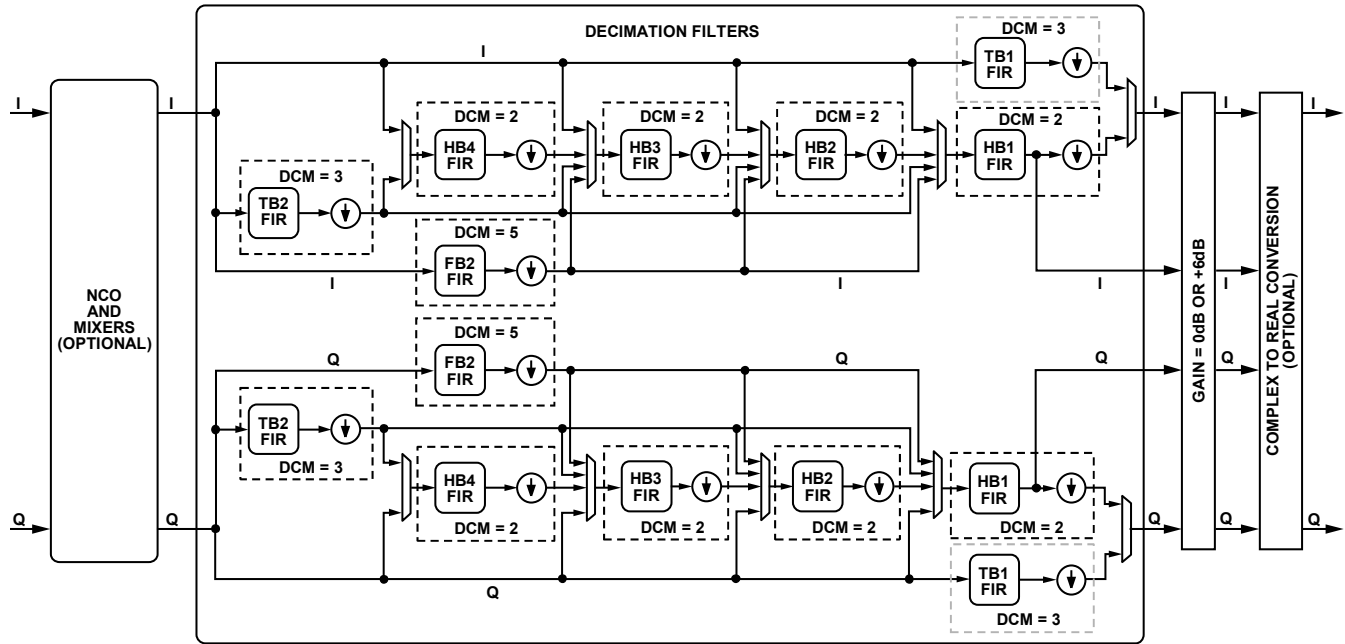 DECIMATION FILTERS
I
DCM = 3
TB1
FIR
I
I
I
I
I
I
DCM = 2
HB4
FIR
DCM = 2
HB3
FIR
DCM = 2
HB2
FIR
DCM = 2
HB1
FIR
DCM = 3
TB2
FIR
DCM = 5
FB2
FIR
I
I
I
I
NCO
AND
MIXERS
(OPTIONAL)
GAIN = 0dB OR +6dB
COMPLEX TO REAL CONVERSION
(OPTIONAL)
DCM = 5
FB2
FIR
Q
Q
Q
Q
TB2
FIR
DCM = 3
HB4
FIR
DCM = 2
HB3
FIR
DCM = 2
HB2
FIR
DCM = 2
HB1
FIR
DCM = 2
Q
Q
Q
Q
Q
Q
TB1
FIR
DCM = 3